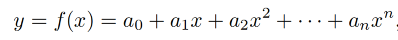 y = f(x) = a₀ + a₁x + a₂x² + ··· + aₙxⁿ,